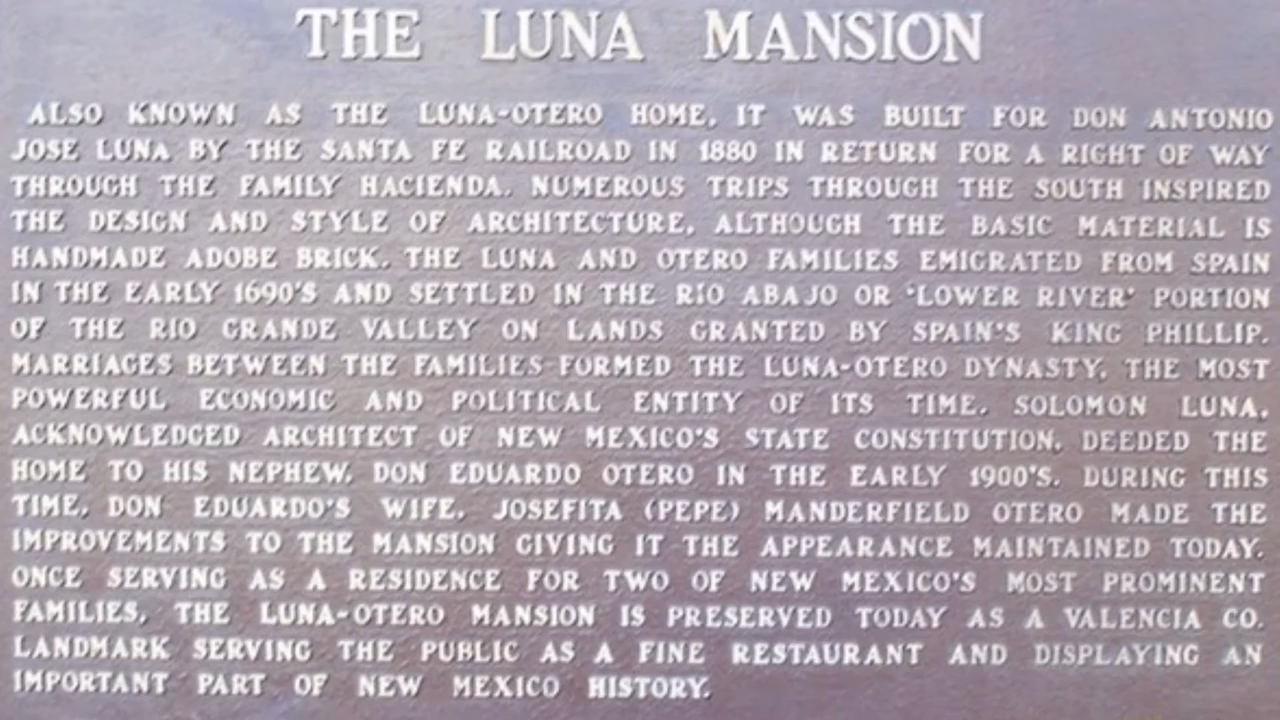 THE LUNA MANSION
ALSO KNOWN AS THE LUNA-OTERO HOME, IT WAS BUILT FOR DON ANTONIO
JOSE LUNA BY THE SANTA FE RAILROAD IN 1880 IN RETURN FOR A RIGHT OF WAY
THROUGH THE FAMILY HACIENDA. NUMEROUS TRIPS THROUGH THE SOUTH INSPIRED
THE DESIGN AND STYLE OF ARCHITECTURE, ALTHOUGH THE BASIC MATERIAL IS
HANDMADE ADOBE BRICK. THE LUNA AND OTERO FAMILIES EMIGRATED FROM SPAIN
IN THE EARLY 1690'S AND SETTLED IN THE RIO ABAJO OR 'LOWER RIVER' PORTION
OF THE RIO GRANDE VALLEY ON LANDS GRANTED BY SPAIN'S KING PHILLIP.
MARRIAGES BETWEEN THE FAMILIES FORMED THE LUNA-OTERO DYNASTY, THE MOST
POWERFUL ECONOMIC AND POLITICAL ENTITY OF ITS TIME. SOLOMON LUNA,
ACKNOWLEDGED ARCHITECT OF NEW MEXICO'S STATE CONSTITUTION, DEEDED THE
HOME TO HIS NEPHEW, DON EDUARDO OTERO IN THE EARLY 1900'S. DURING THIS
TIME, DON EDUARDO'S WIFE, JOSEFITA (PEPE) MANDERFIELD OTERO MADE THE
IMPROVEMENTS TO THE MANSION GIVING IT THE APPEARANCE MAINTAINED TODAY.
ONCE SERVING AS A RESIDENCE FOR TWO OF NEW MEXICO'S MOST PROMINENT
FAMILIES, THE LUNA-OTERO MANSION IS PRESERVED TODAY AS A VALENCIA CO.
LANDMARK SERVING THE PUBLIC AS A FINE RESTAURANT AND DISPLAYING AN
IMPORTANT PART OF NEW MEXICO HISTORY.